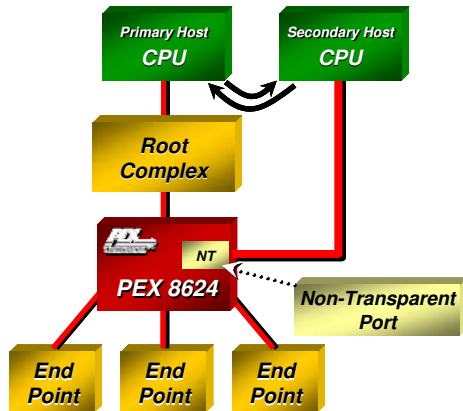 Primary Host
CPU
Secondary Host
CPU
Root
Complex
PEX
NT
PEX 8624
Non-Transparent
Port
End
Point
End
Point
End
Point